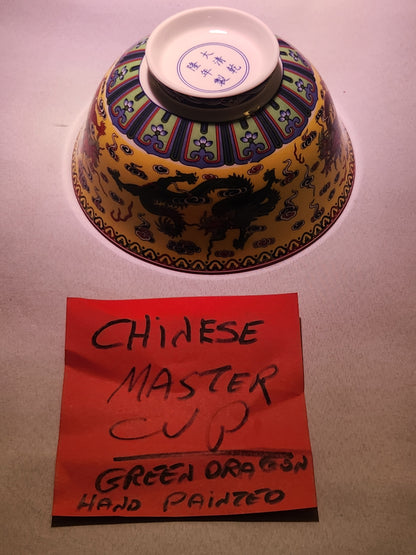 大清乾
隆年製
CHINESE
MASTER
CUP
GREEN DRAGON
HAND PAINTED